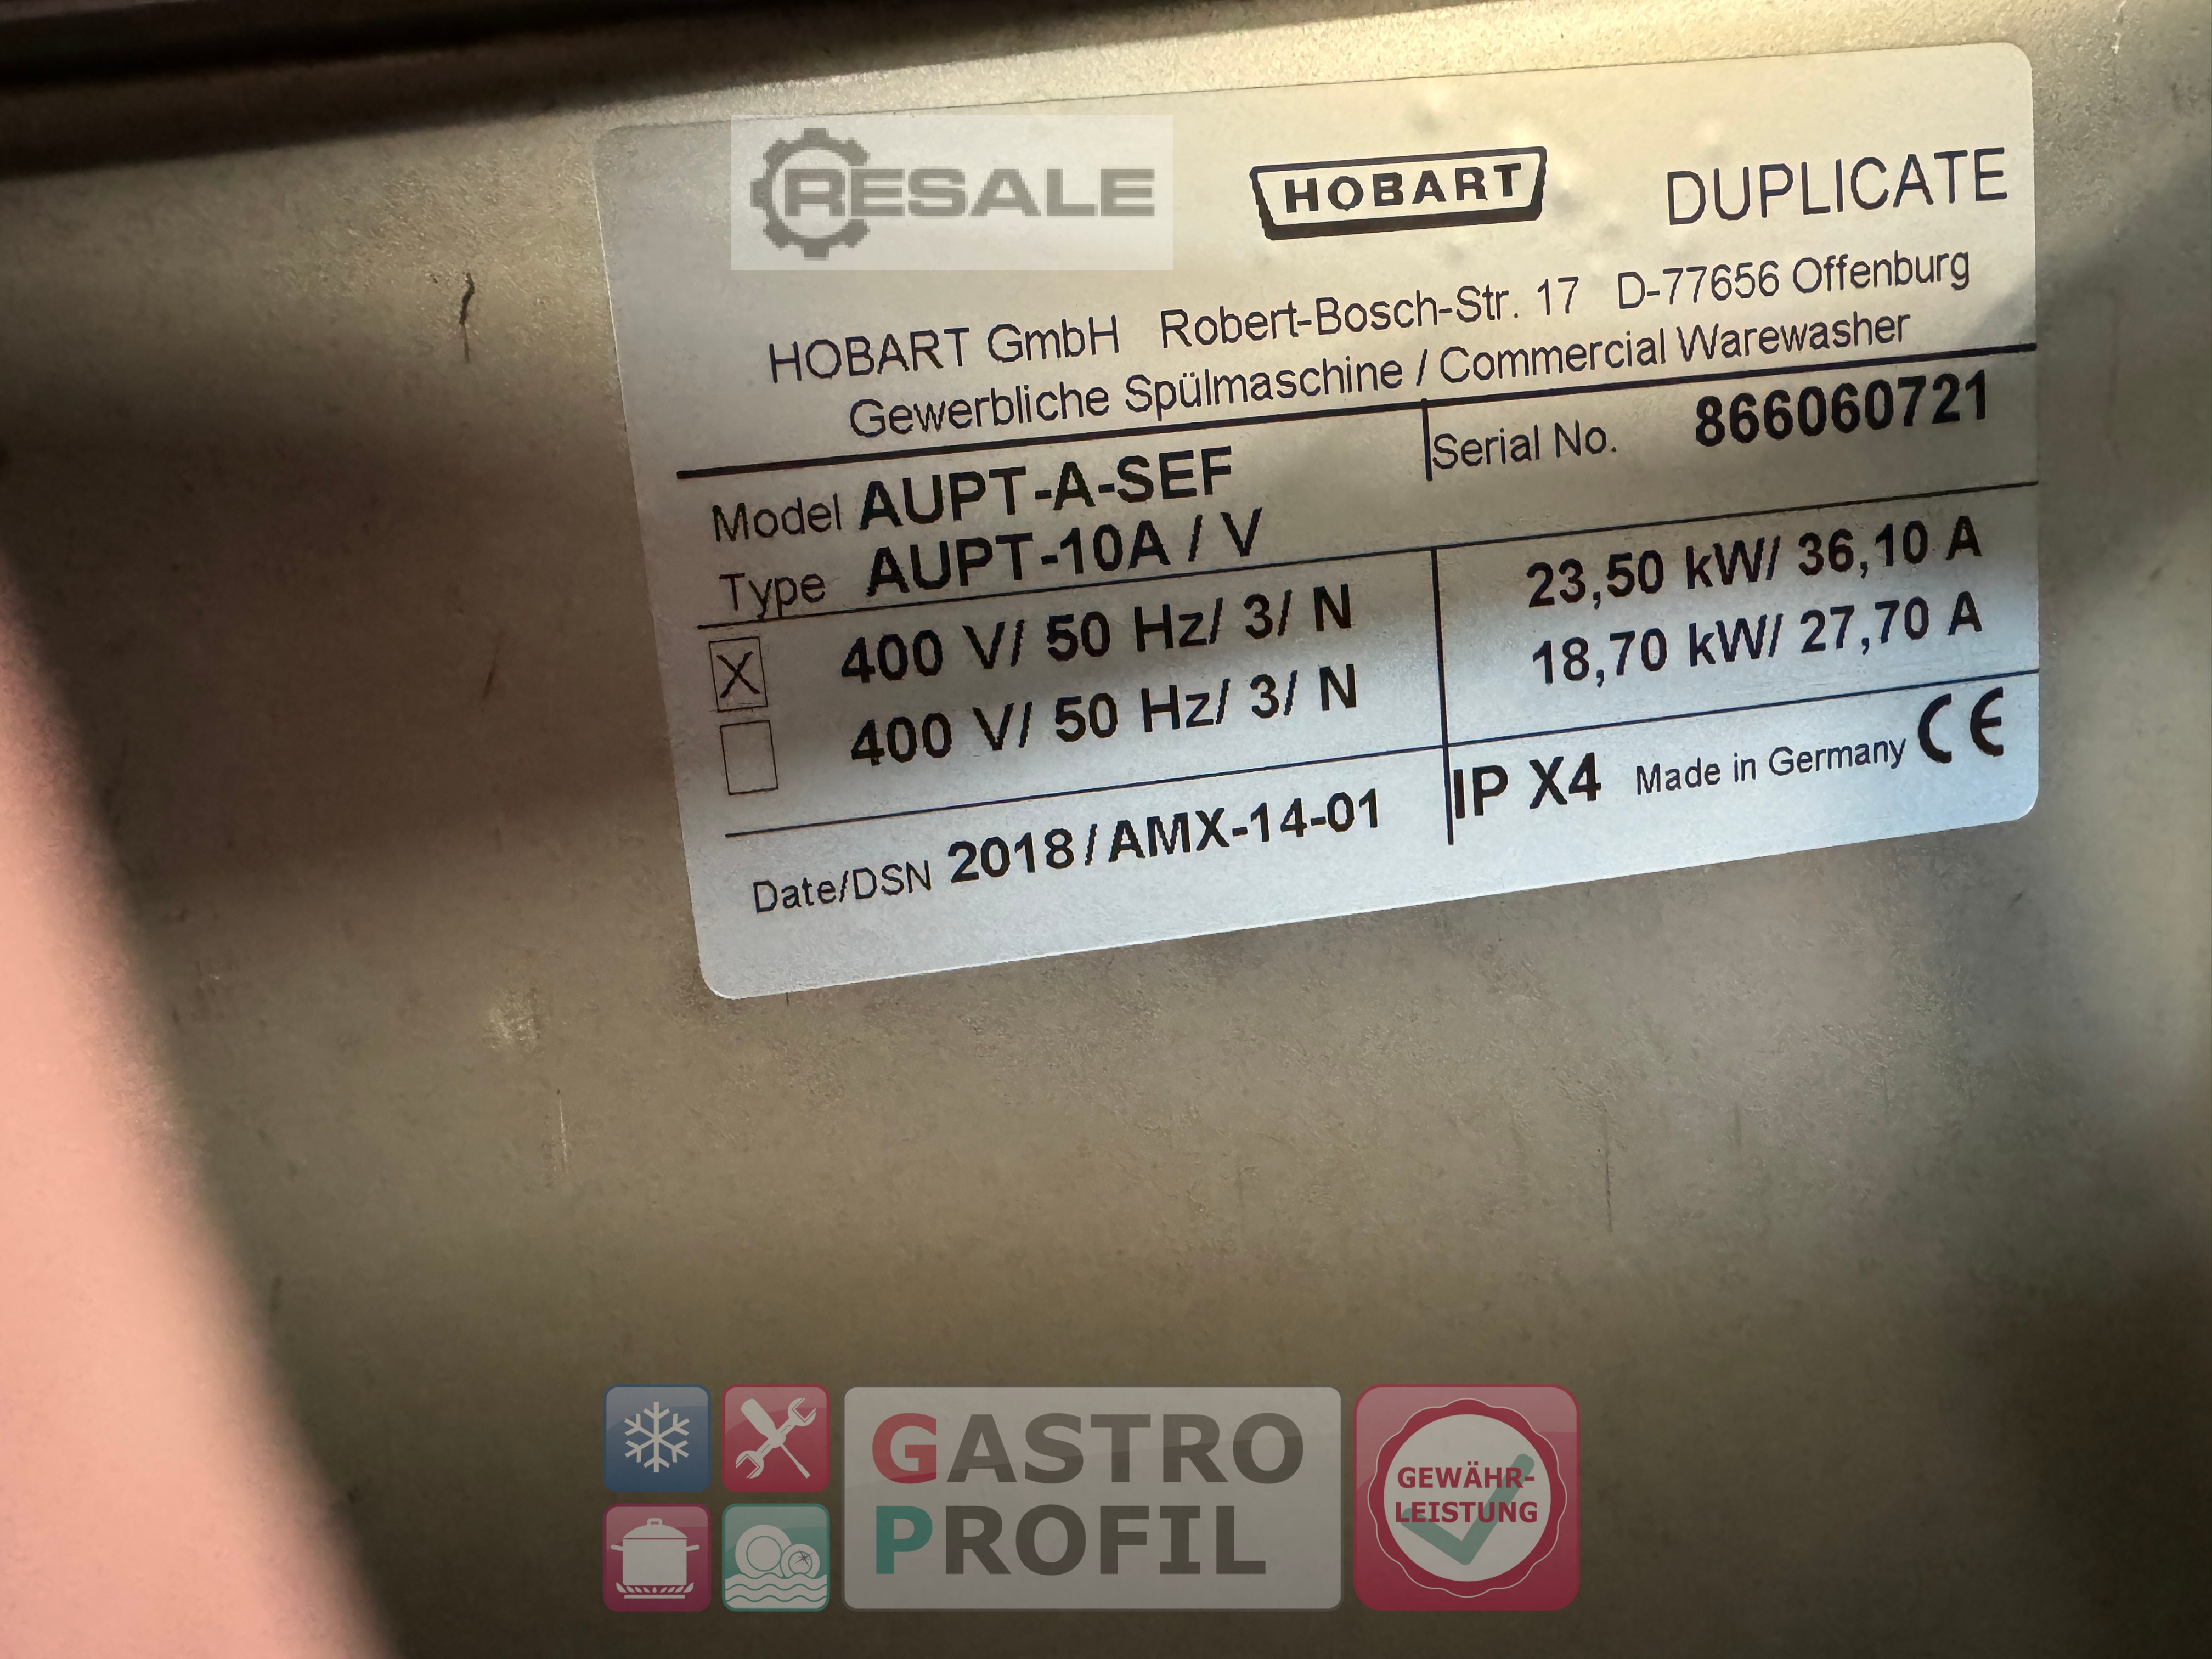 RESALE
HOBART DUPLICATE
HOBART GmbH Robert-Bosch-Str. 17 D-77656 Offenburg
Gewerbliche Spülmaschine / Commercial Warewasher
Model AUPT-A-SEF Serial No. 866060721
Type AUPT-10A / V
X 400 V/ 50 Hz/ 3/ N 23,50 kW/ 36,10 A
400 V/ 50 Hz/ 3/ N 18,70 kW/ 27,70 A
Date/DSN 2018/AMX-14-01 IP X4 Made in Germany CE
GASTRO
PROFIL
GEWÄHR-
LEISTUNG